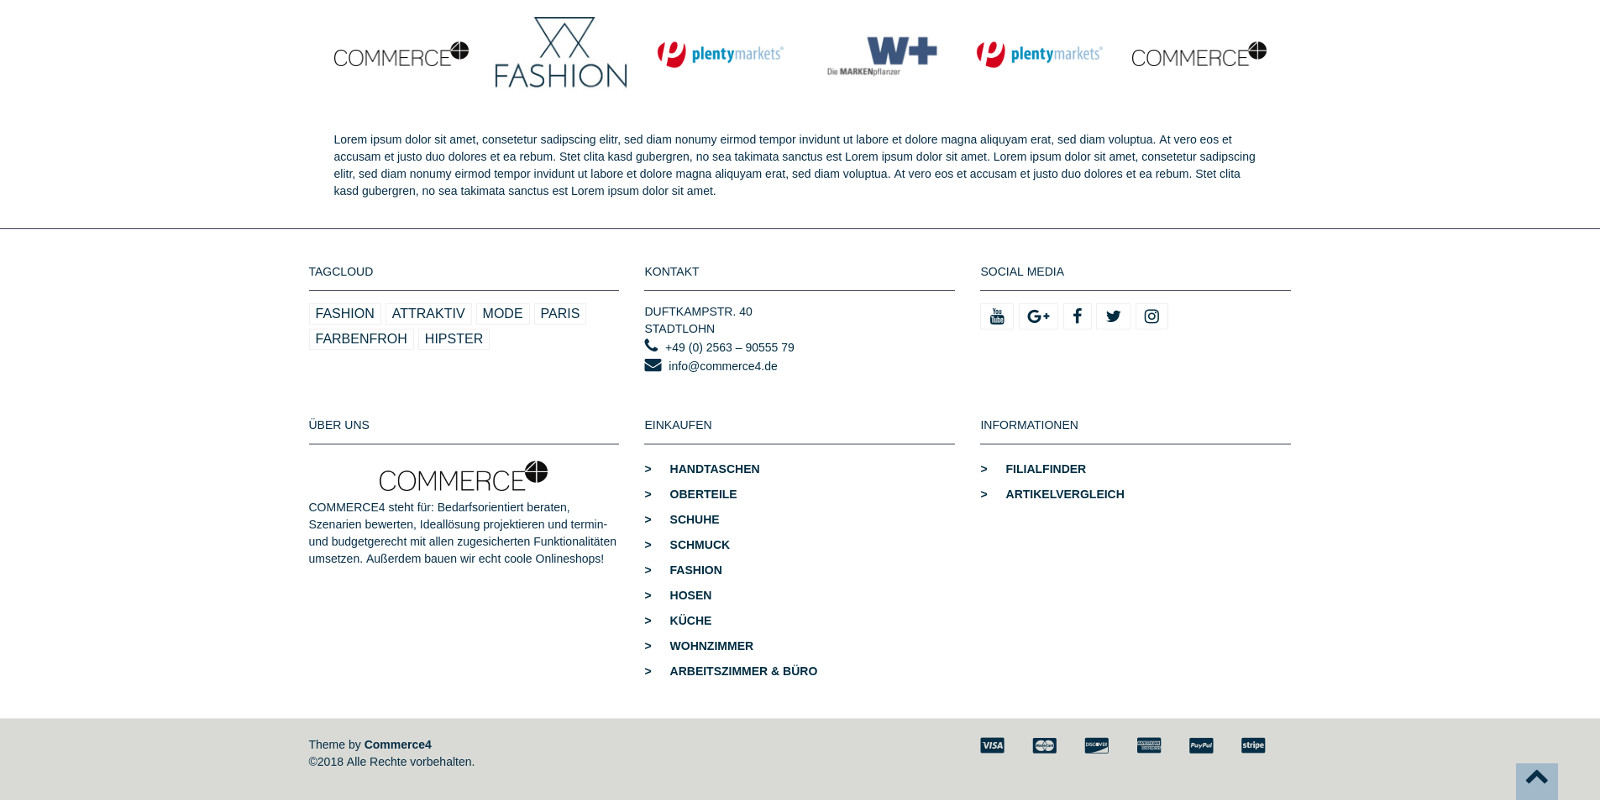 COMMERCE
FASHION
plentymarkets
W+
Die MARKENpflanzer
plentymarkets
COMMERCE
Lorem ipsum dolor sit amet, consetetur sadipscing elitr, sed diam nonumy eirmod tempor invidunt ut labore et dolore magna aliquyam erat, sed diam voluptua. At vero eos et
accusam et justo duo dolores et ea rebum. Stet clita kasd gubergren, no sea takimata sanctus est Lorem ipsum dolor sit amet. Lorem ipsum dolor sit amet, consetur sadipscing
elitr, sed diam nonumy eirmod tempor invidunt ut labore et dolore magna aliquyam erat, sed diam voluptua. At vero eos et accusam et justo duo dolores et ea rebum. Stet clita
kasd gubergren, no sea takimata sanctus est Lorem ipsum dolor sit amet.
TAGCLOUD
FASHION ATTRAKTIV MODE PARIS
FARBENFROH HIPSTER
KONTAKT
DUFTKAMPSTR. 40
STADTLOHN
+49 (0) 2563 – 90555 79
info@commerce4.de
SOCIAL MEDIA
You Tube G+ f
ÜBER UNS
COMMERCE
COMMERCE4 steht für: Bedarfsorientiert beraten,
Szenarien bewerten, Ideallösung projektieren und termin-
und budgetgerecht mit allen zugesicherten Funktionalitäten
umsetzen. Außerdem bauen wir echt coole Onlineshops!
EINKAUFEN
> HANDTASCHEN
> OBERTEILE
> SCHUHE
> SCHMUCK
> FASHION
> HOSEN
> KÜCHE
> WOHNZIMMER
> ARBEITSZIMMER & BÜRO
INFORMATIONEN
> FILIALFINDER
> ARTIKELVERGLEICH
Theme by Commerce4
©2018 Alle Rechte vorbehalten.
VISA MasterCard DISCOVER AMERICAN EXPRESS PayPal stripe